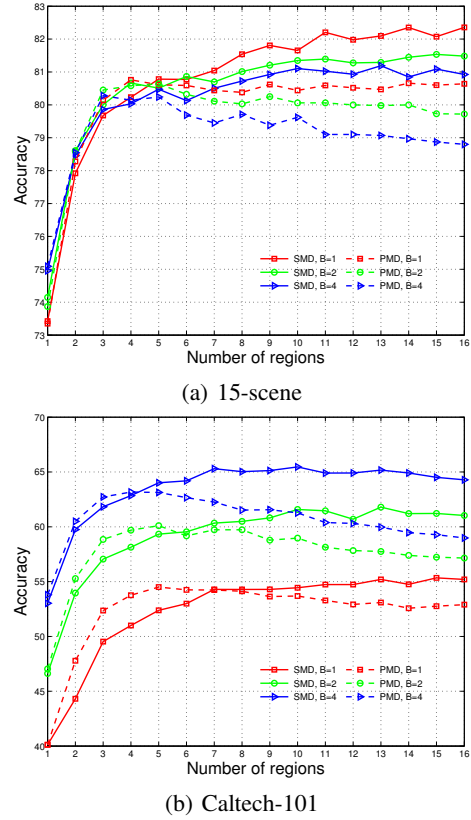 83
82
81
80
79
78
77
76
75
74
73
Accuracy
SMD, B=1 PMD, B=1
SMD, B=2 PMD, B=2
SMD, B=4 PMD, B=4
1 2 3 4 5 6 7 8 9 10 11 12 13 14 15 16
Number of regions
(a) 15-scene
70
65
60
55
50
45
40
Accuracy
SMD, B=1 PMD, B=1
SMD, B=2 PMD, B=2
SMD, B=4 PMD, B=4
1 2 3 4 5 6 7 8 9 10 11 12 13 14 15 16
Number of regions
(b) Caltech-101